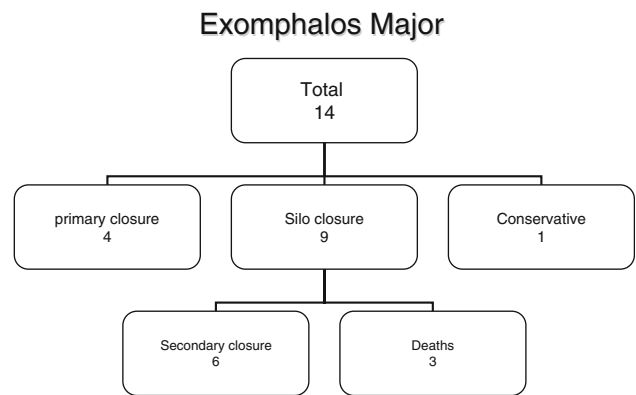 Exomphalos Major
Total
14
primary closure
4
Silo closure
9
Conservative
1
Secondary closure
6
Deaths
3